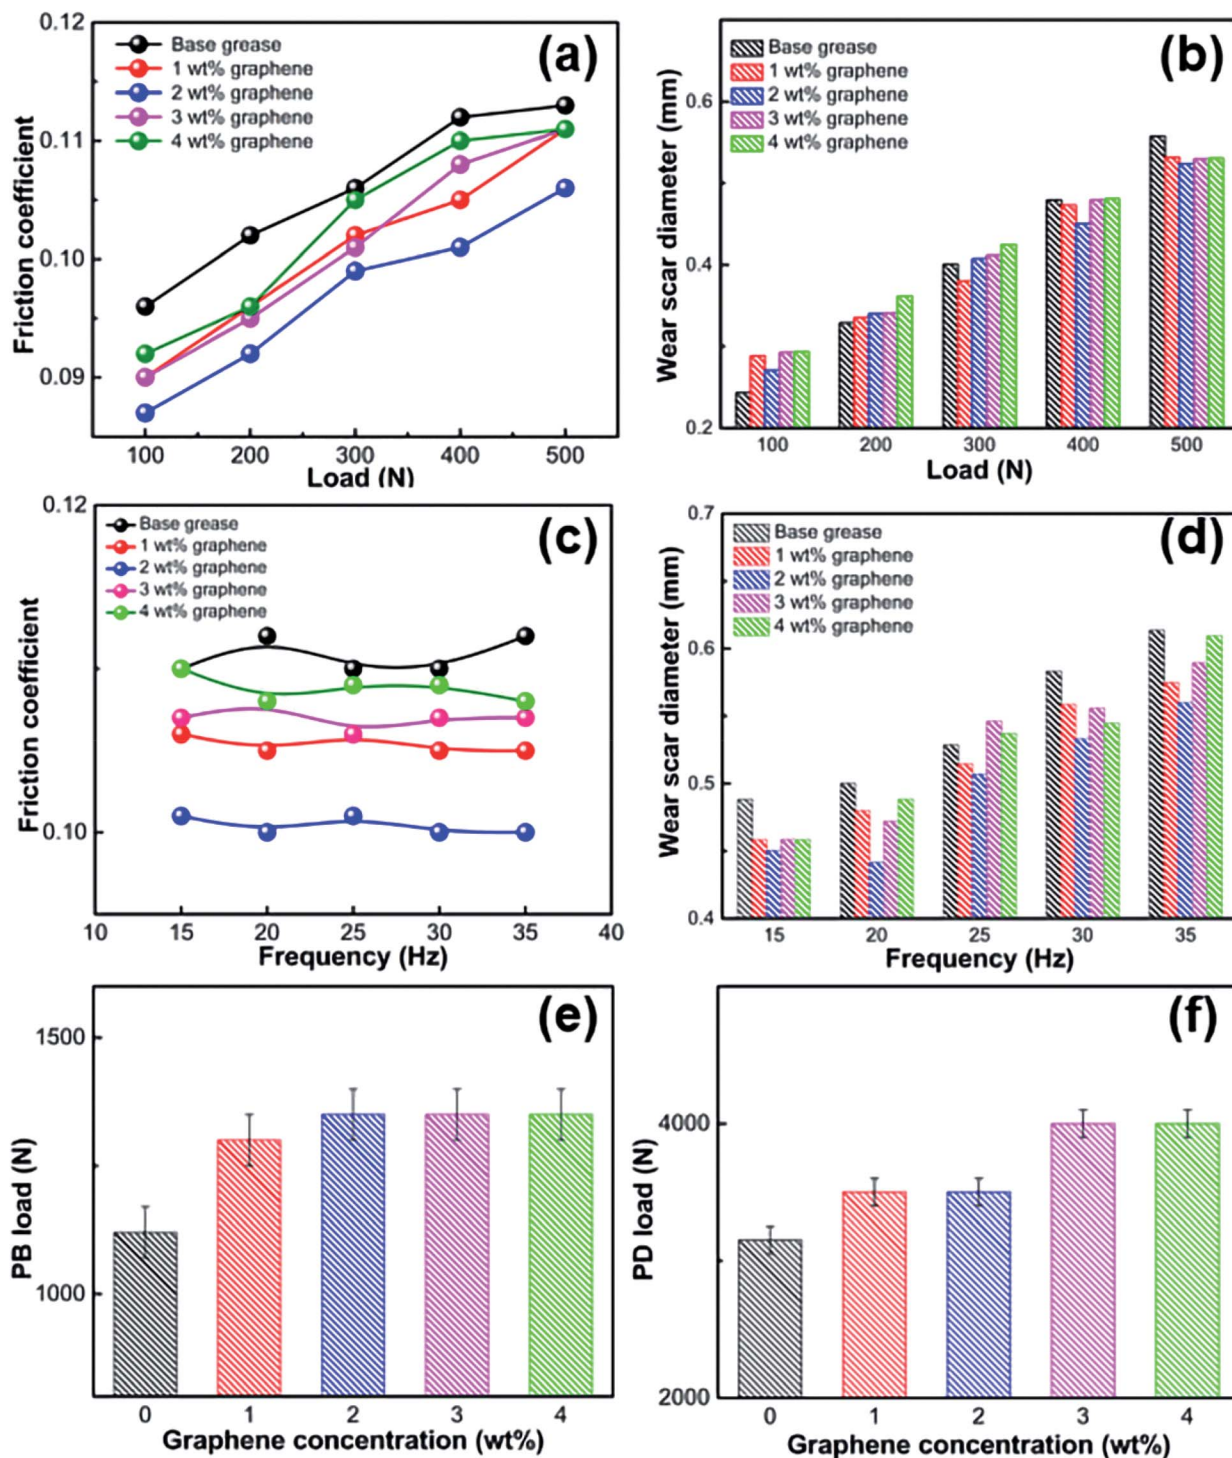 0.12
0.11
0.10
0.09
Friction coefficient
Base grease
1 wt% graphene
2 wt% graphene
3 wt% graphene
4 wt% graphene
(a)
100 200 300 400 500
Load (N)
0.6
0.4
0.2
Wear scar diameter (mm)
Base grease
1 wt% graphene
2 wt% graphene
3 wt% graphene
4 wt% graphene
(b)
100 200 300 400 500
Load (N)
0.12
0.10
Friction coefficient
Base grease
1 wt% graphene
2 wt% graphene
3 wt% graphene
4 wt% graphene
(c)
10 15 20 25 30 35 40
Frequency (Hz)
0.7
0.6
0.5
0.4
Wear scar diameter (mm)
Base grease
1 wt% graphene
2 wt% graphene
3 wt% graphene
4 wt% graphene
(d)
15 20 25 30 35
Frequency (Hz)
1500
1000
PB load (N)
(e)
0 1 2 3 4
Graphene concentration (wt%)
4000
2000
PD load (N)
(f)
0 1 2 3 4
Graphene concentration (wt%)